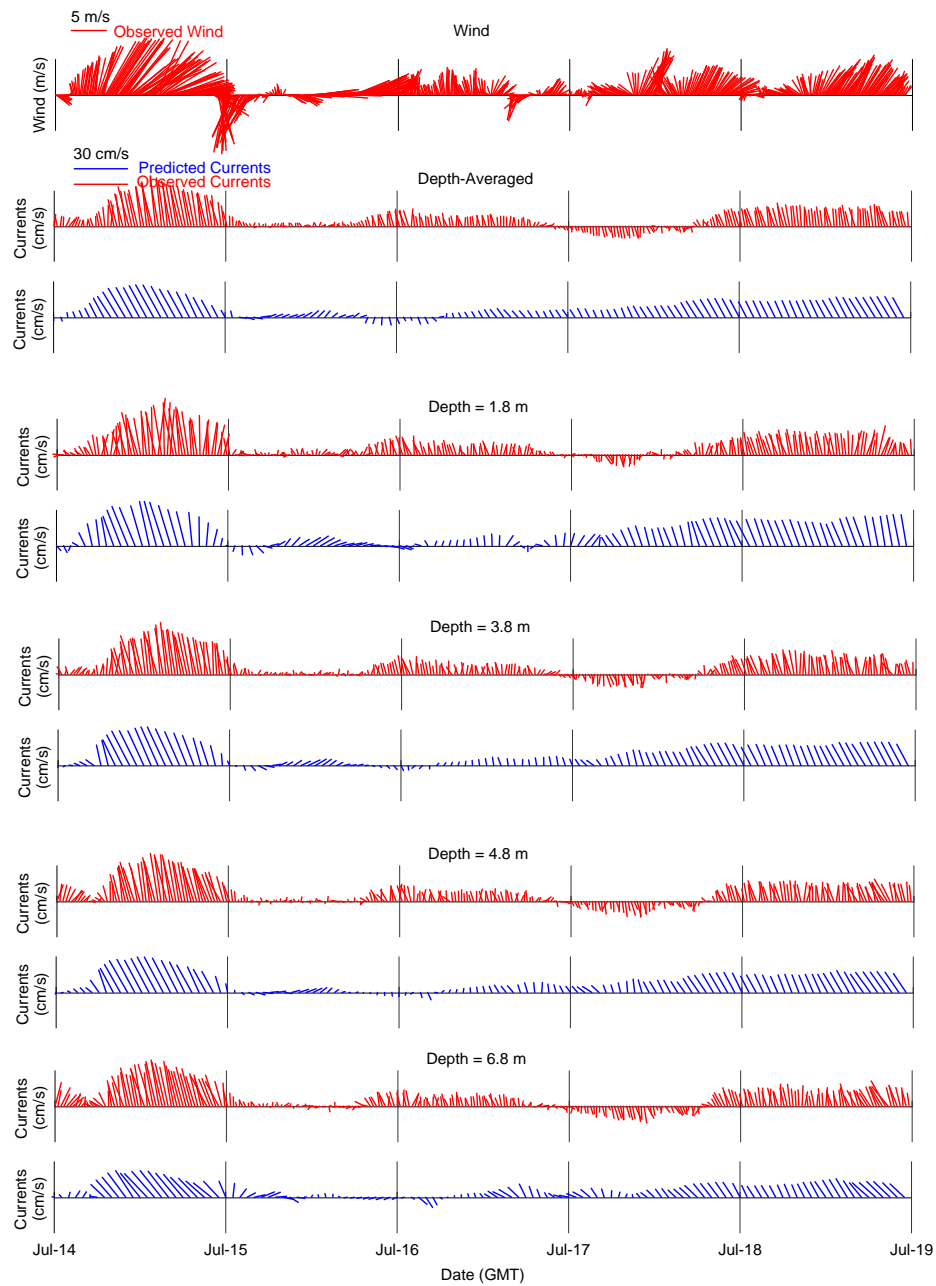 5 m/s
Observed Wind
Wind
Wind (m/s)
30 cm/s
Predicted Currents
Observed Currents
Depth-Averaged
Currents
(cm/s)
Currents
(cm/s)
Depth = 1.8 m
Currents
(cm/s)
Currents
(cm/s)
Depth = 3.8 m
Currents
(cm/s)
Currents
(cm/s)
Depth = 4.8 m
Currents
(cm/s)
Currents
(cm/s)
Depth = 6.8 m
Currents
(cm/s)
Currents
(cm/s)
Jul-14 Jul-15 Jul-16 Jul-17 Jul-18 Jul-19
Date (GMT)